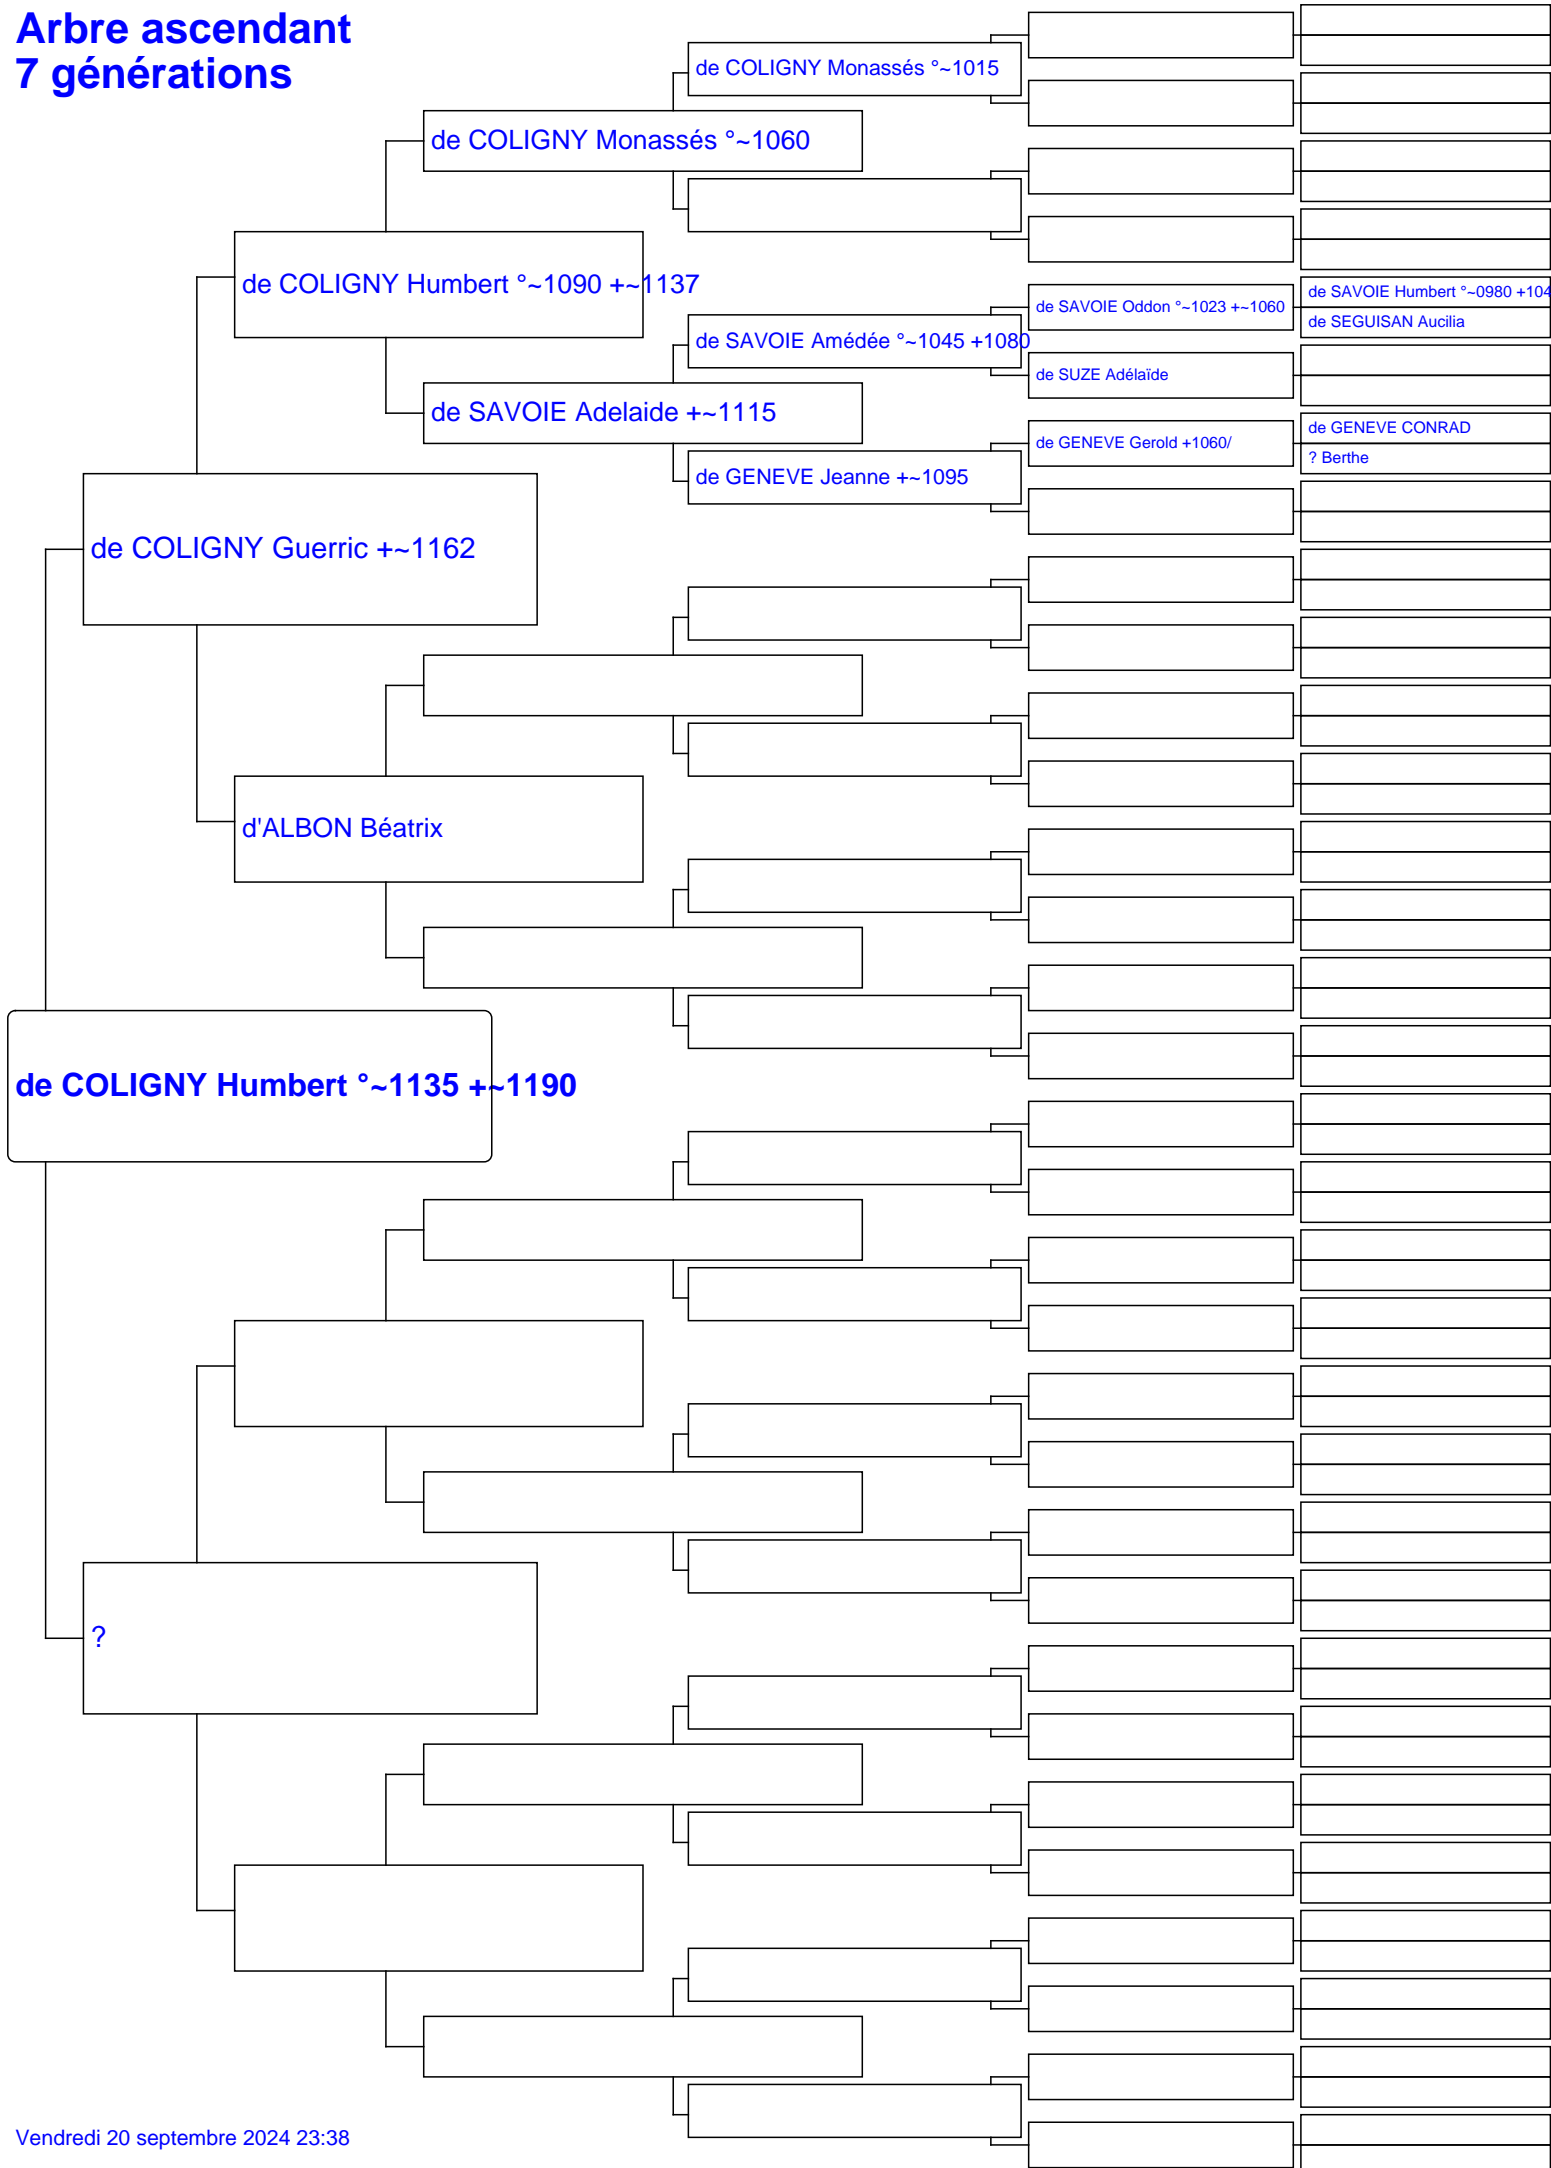 Arbre ascendant
7 générations
de COLIGNY Monassés °~1015
de COLIGNY Monassés °~1060
de COLIGNY Humbert °~1090 +~1137
de SAVOIE Humbert °~0980 +104
de SAVOIE Oddon °~1023 +~1060
de SEGUISAN Aucilia
de SAVOIE Amédée °~1045 +1080
de SUZE Adélaïde
de SAVOIE Adelaide +~1115
de GENEVE CONRAD
de GENEVE Gerold +1060/
? Berthe
de GENEVE Jeanne +~1095
de COLIGNY Guerric +~1162
d'ALBON Béatrix
de COLIGNY Humbert °~1135 +~1190
?
Vendredi 20 septembre 2024 23:38